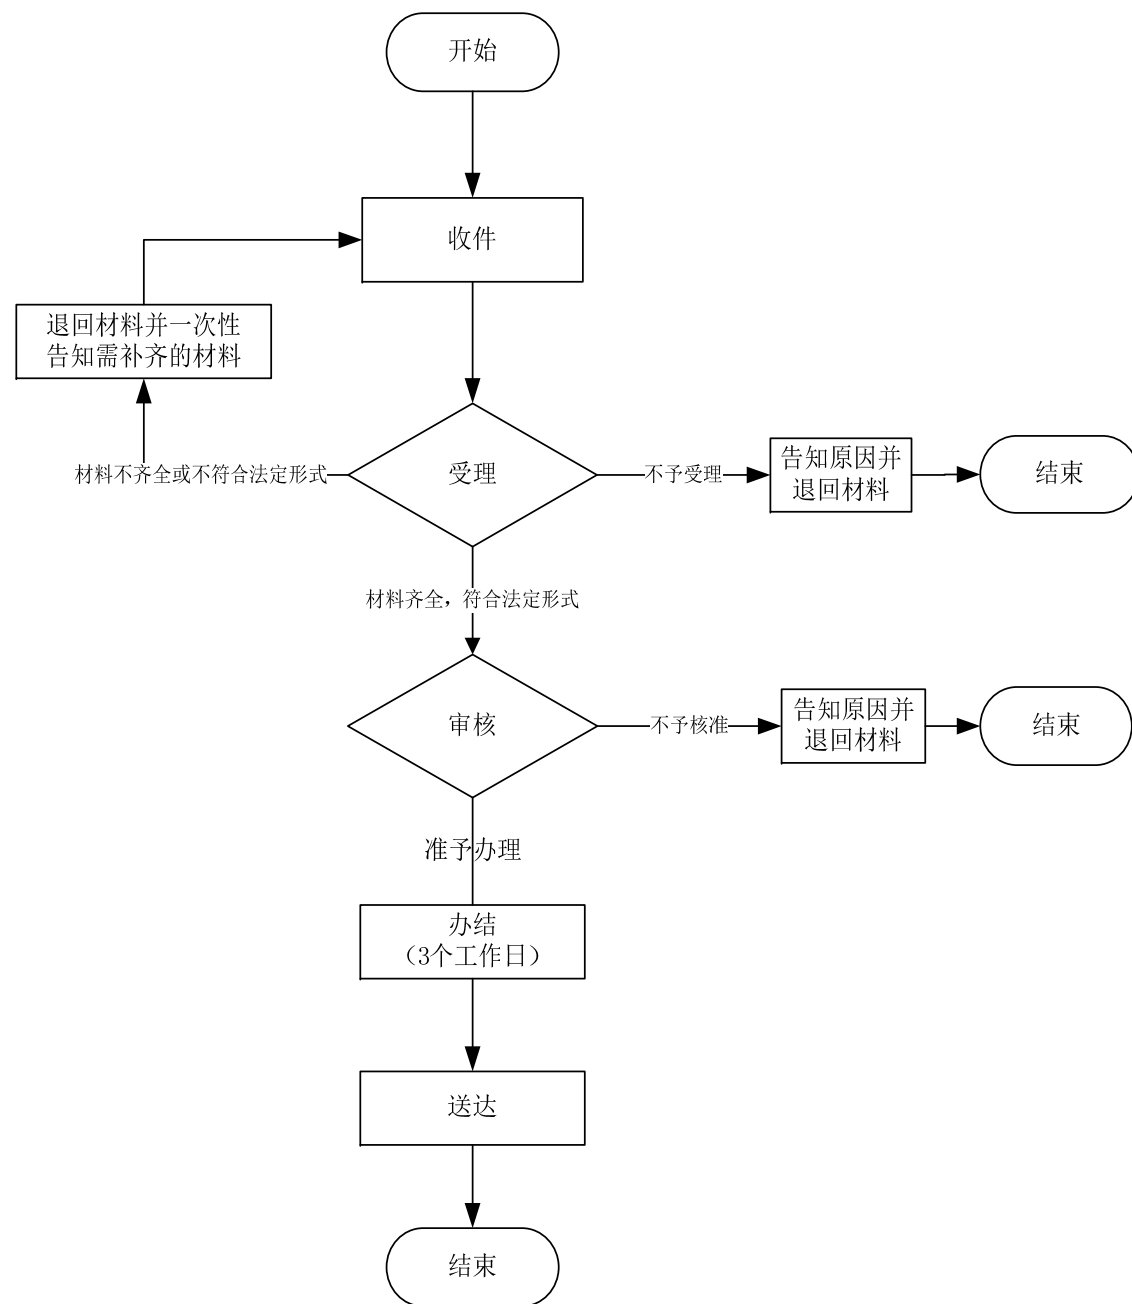 开始
收件
退回材料并一次性
告知需补齐的材料
材料不齐全或不符合法定形式
受理
不予受理
告知原因并
退回材料
结束
材料齐全，符合法定形式
审核
不予核准
告知原因并
退回材料
结束
准予办理
办结
（3个工作日）
送达
结束